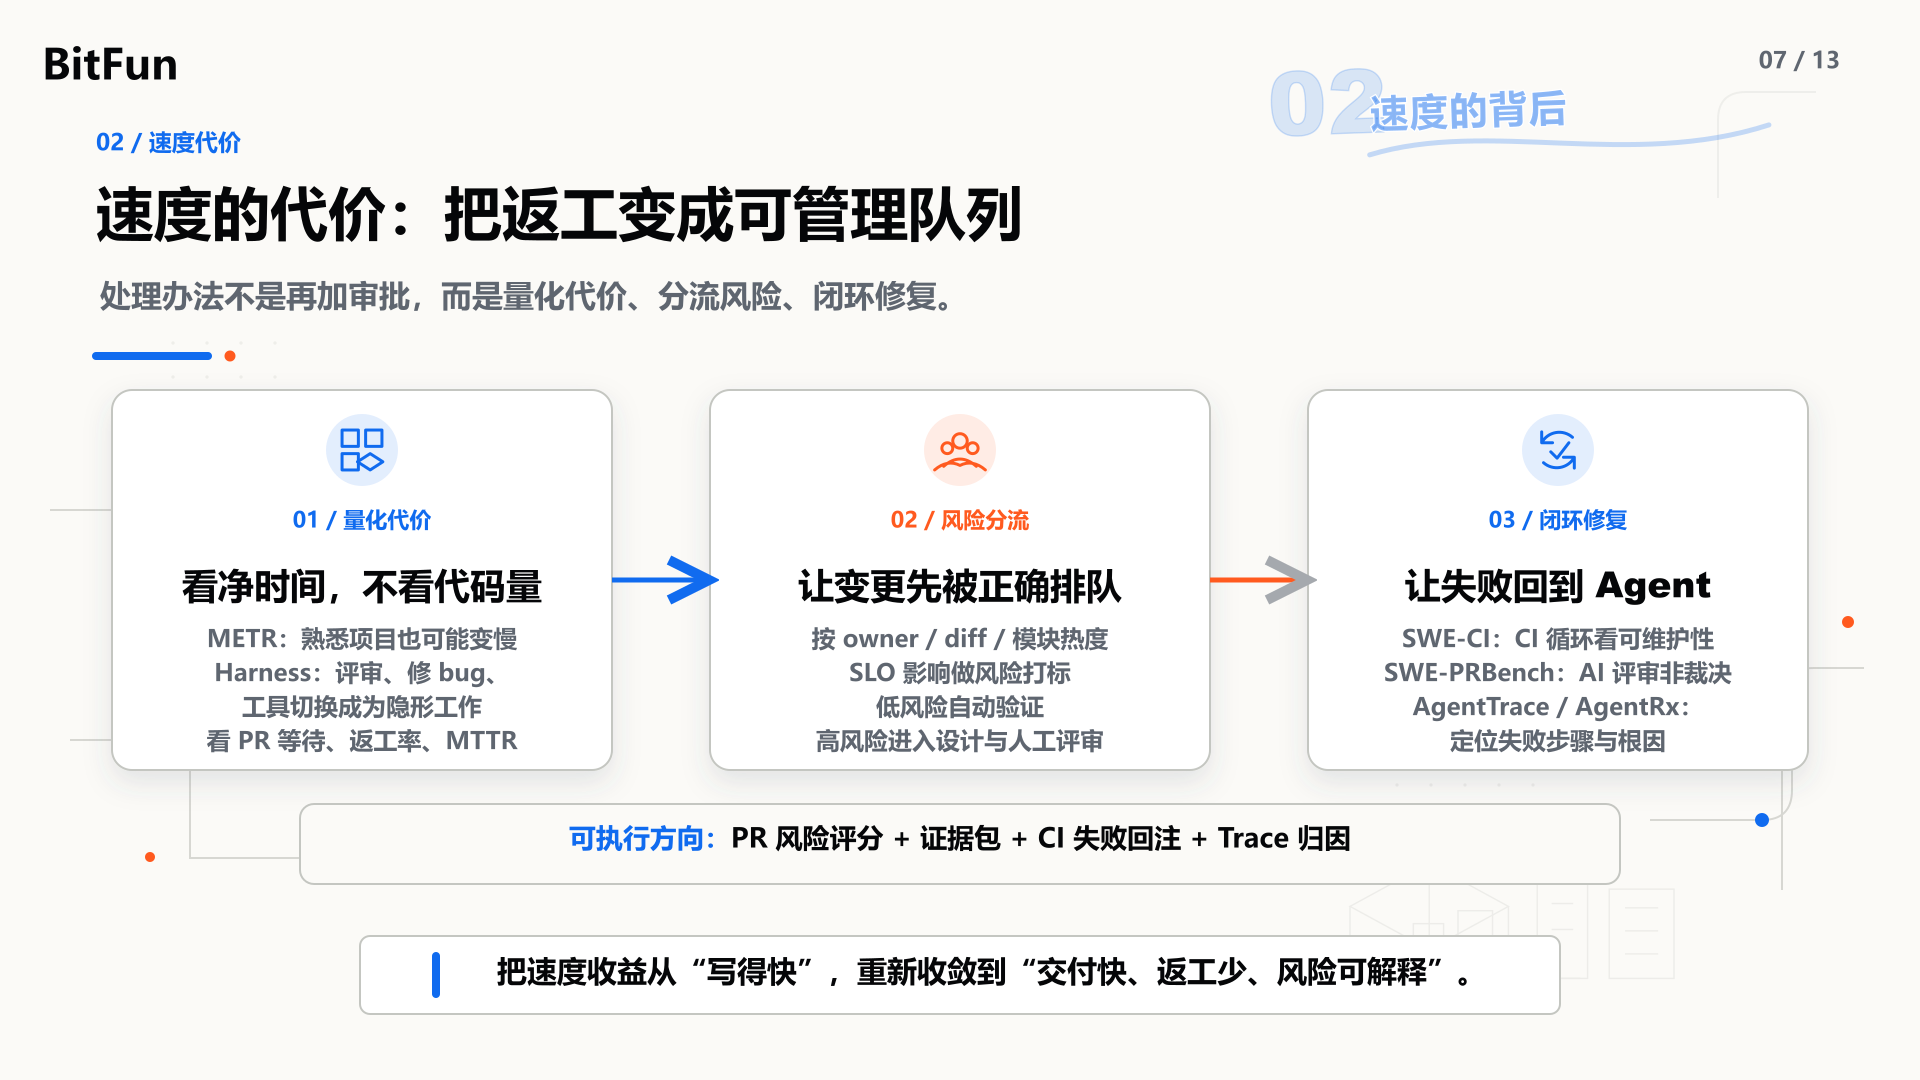 BitFun
07 / 13
02 速度的背后
02 / 速度代价
速度的代价：把返工变成可管理队列
处理办法不是再加审批，而是量化代价、分流风险、闭环修复。
01 / 量化代价
看净时间，不看代码量
METR：熟悉项目也可能变慢
Harness：评审、修 bug、
工具切换成为隐形工作
看 PR 等待、返工率、MTTR
02 / 风险分流
让变更先被正确排队
按 owner / diff / 模块热度
SLO 影响做风险打标
低风险自动验证
高风险进入设计与人工评审
03 / 闭环修复
让失败回到 Agent
SWE-CI：CI 循环看可维护性
SWE-PRBench：AI 评审非裁决
AgentTrace / AgentRx：
定位失败步骤与根因
可执行方向：PR 风险评分 + 证据包 + CI 失败回注 + Trace 归因
把速度收益从“写得快”，重新收敛到“交付快、返工少、风险可解释”。